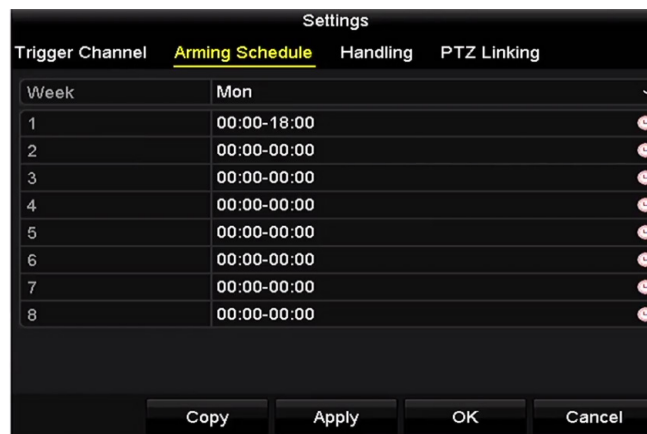 Settings
Trigger Channel Arming Schedule Handling PTZ Linking
Week Mon
1 00:00-18:00
2 00:00-00:00
3 00:00-00:00
4 00:00-00:00
5 00:00-00:00
6 00:00-00:00
7 00:00-00:00
8 00:00-00:00
Copy Apply OK Cancel